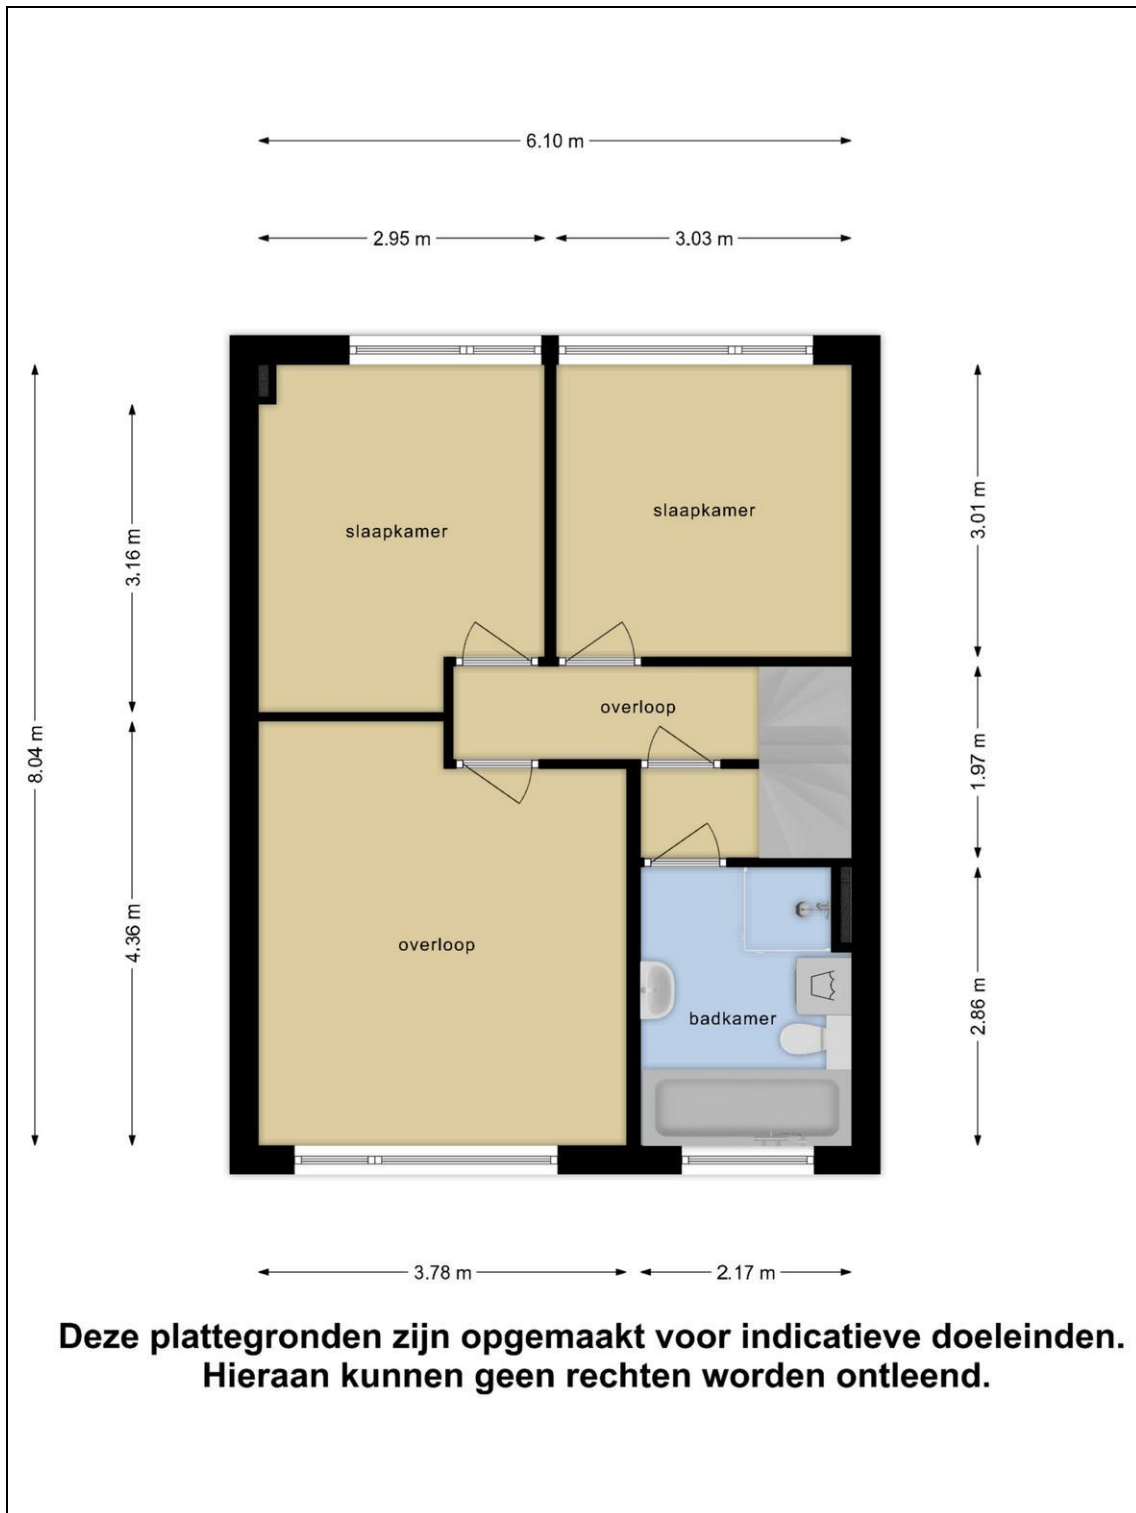 6.10 m
2.95 m
3.03 m
3.16 m
3.01 m
slaapkamer
slaapkamer
overloop
8.04 m
1.97 m
4.36 m
overloop
2.86 m
badkamer
3.78 m
2.17 m
Deze plattegronden zijn opgemaakt voor indicatieve doeleinden.
Hieraan kunnen geen rechten worden ontleend.